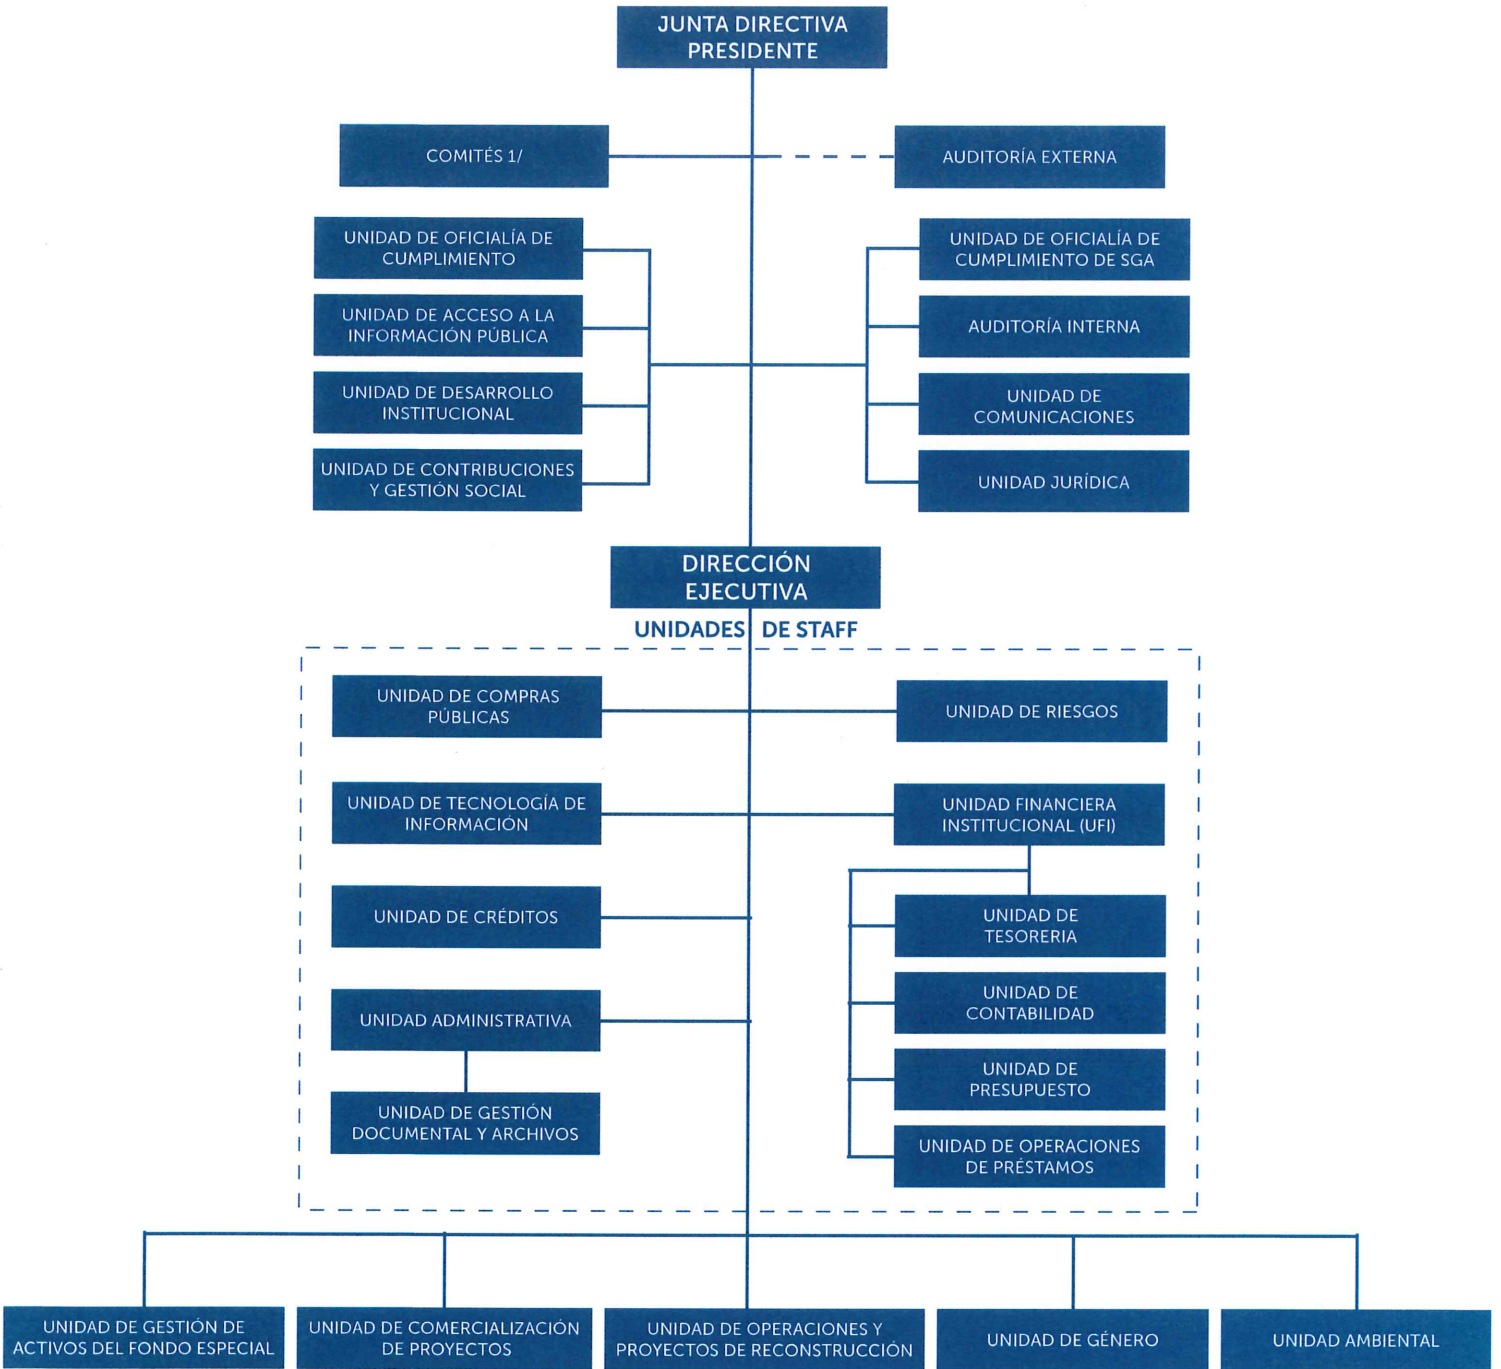 JUNTA DIRECTIVA
PRESIDENTE
COMITÉS 1/
AUDITORÍA EXTERNA
UNIDAD DE OFICIALÍA DE
CUMPLIMIENTO
UNIDAD DE ACCESO A LA
INFORMACIÓN PÚBLICA
UNIDAD DE DESARROLLO
INSTITUCIONAL
UNIDAD DE CONTRIBUCIONES
Y GESTIÓN SOCIAL
UNIDAD DE OFICIALÍA DE
CUMPLIMIENTO DE SGA
AUDITORÍA INTERNA
UNIDAD DE
COMUNICACIONES
UNIDAD JURÍDICA
DIRECCIÓN
EJECUTIVA
UNIDADES DE STAFF
UNIDAD DE COMPRAS
PÚBLICAS
UNIDAD DE TECNOLOGÍA DE
INFORMACIÓN
UNIDAD DE CRÉDITOS
UNIDAD ADMINISTRATIVA
UNIDAD DE GESTIÓN
DOCUMENTAL Y ARCHIVOS
UNIDAD DE RIESGOS
UNIDAD FINANCIERA
INSTITUCIONAL (UFI)
UNIDAD DE
TESORERIA
UNIDAD DE
CONTABILIDAD
UNIDAD DE
PRESUPUESTO
UNIDAD DE OPERACIONES
DE PRÉSTAMOS
UNIDAD DE GESTIÓN DE
ACTIVOS DEL FONDO ESPECIAL
UNIDAD DE COMERCIALIZACIÓN
DE PROYECTOS
UNIDAD DE OPERACIONES Y
PROYECTOS DE RECONSTRUCCIÓN
UNIDAD DE GÉNERO
UNIDAD AMBIENTAL